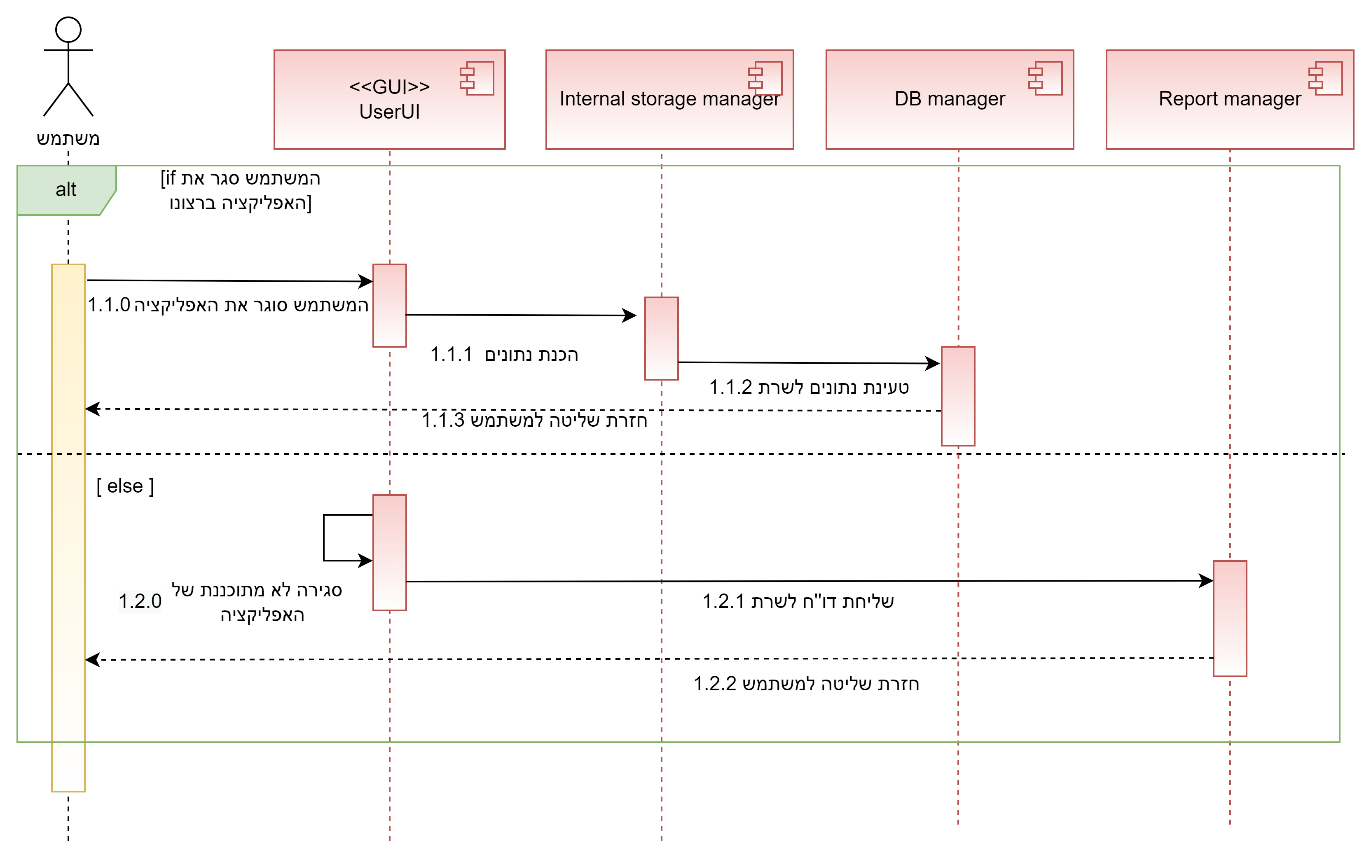 משתמש
<<GUI>>
UserUI
Internal storage manager
DB manager
Report manager
alt
[if המשתמש סגר את
האפליקציה ברצונו]
1.1.0 המשתמש סוגר את האפליקציה
1.1.1 הכנת נתונים
1.1.2 טעינת נתונים לשרת
1.1.3 חזרת שליטה למשתמש
[ else ]
1.2.0 סגירה לא מתוכננת של
האפליקציה
1.2.1 שליחת דו"ח לשרת
1.2.2 חזרת שליטה למשתמש